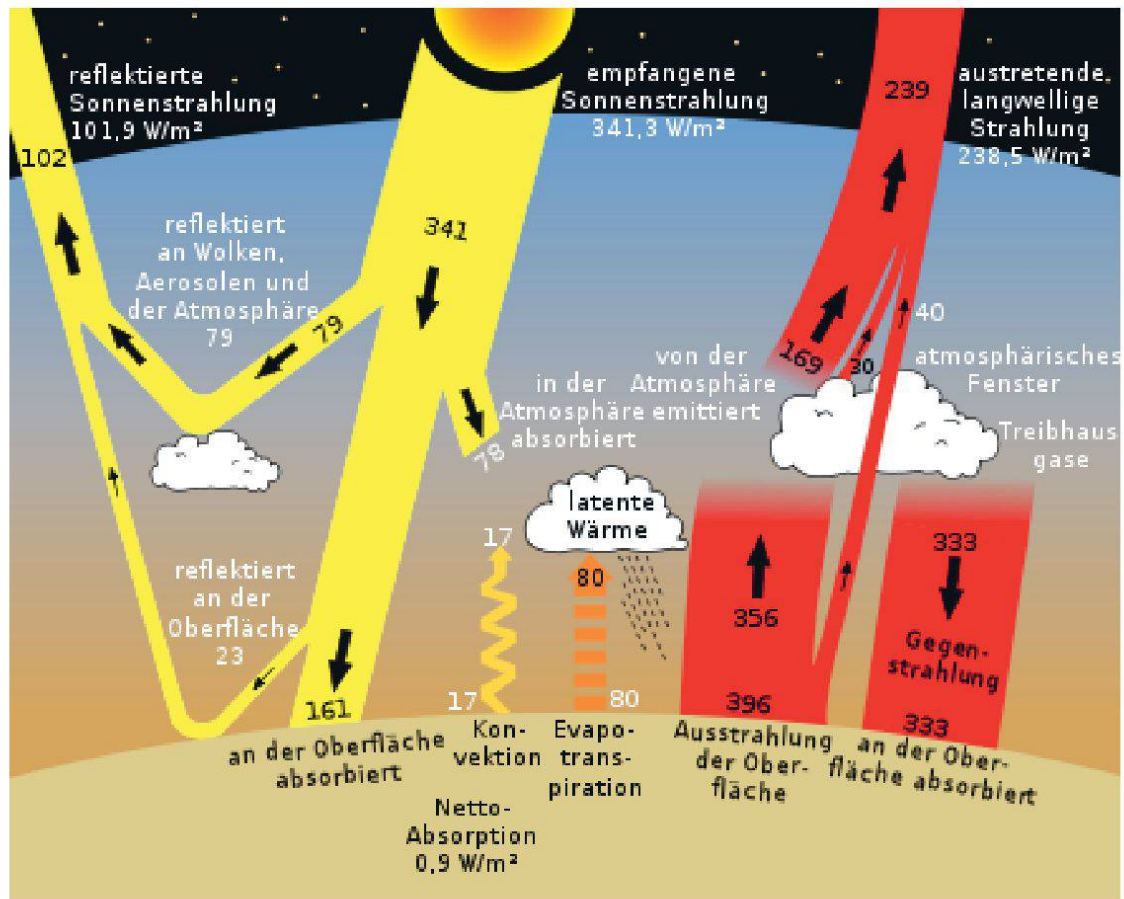 reflektierte
Sonnenstrahlung
101,9 W/m²
102
empfangene
Sonnenstrahlung
341,3 W/m²
239
austretende
langwellige
Strahlung
238,5 W/m²
reflektiert
an Wolken,
Aerosolen und
der Atmosphäre
79
79
341
in der
Atmosphäre
absorbiert
78
von der
Atmosphäre
emittiert
169
30
40
atmosphärisches
Fenster
Treibhaus
gase
latente
Wärme
reflektiert
an der
Oberfläche
23
161
an der Oberfläche
absorbiert
17
17
Kon-
vektion
80
80
Evapo-
trans-
piration
356
396
Ausstrahlung
der Ober-
fläche
333
Gegen-
strahlung
333
an der Ober-
fläche absorbiert
Netto-
Absorption
0,9 W/m²